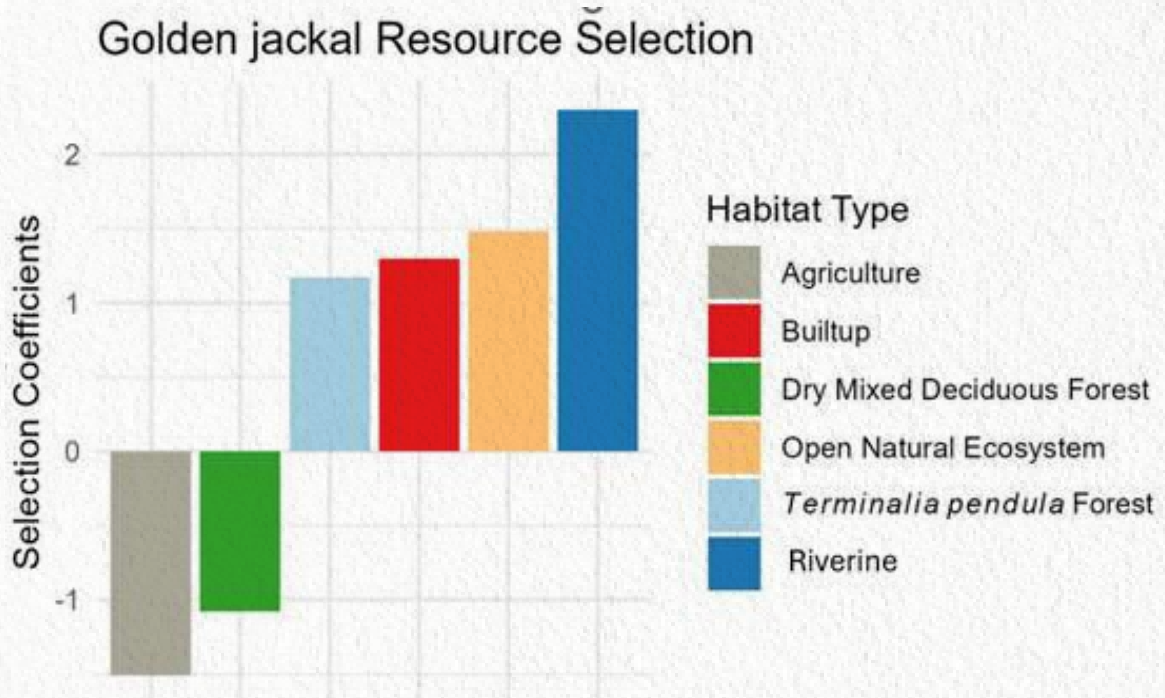 Golden jackal Resource Selection
Selection Coefficients
2
1
0
-1
Habitat Type
Agriculture
Builtup
Dry Mixed Deciduous Forest
Open Natural Ecosystem
Terminalia pendula Forest
Riverine